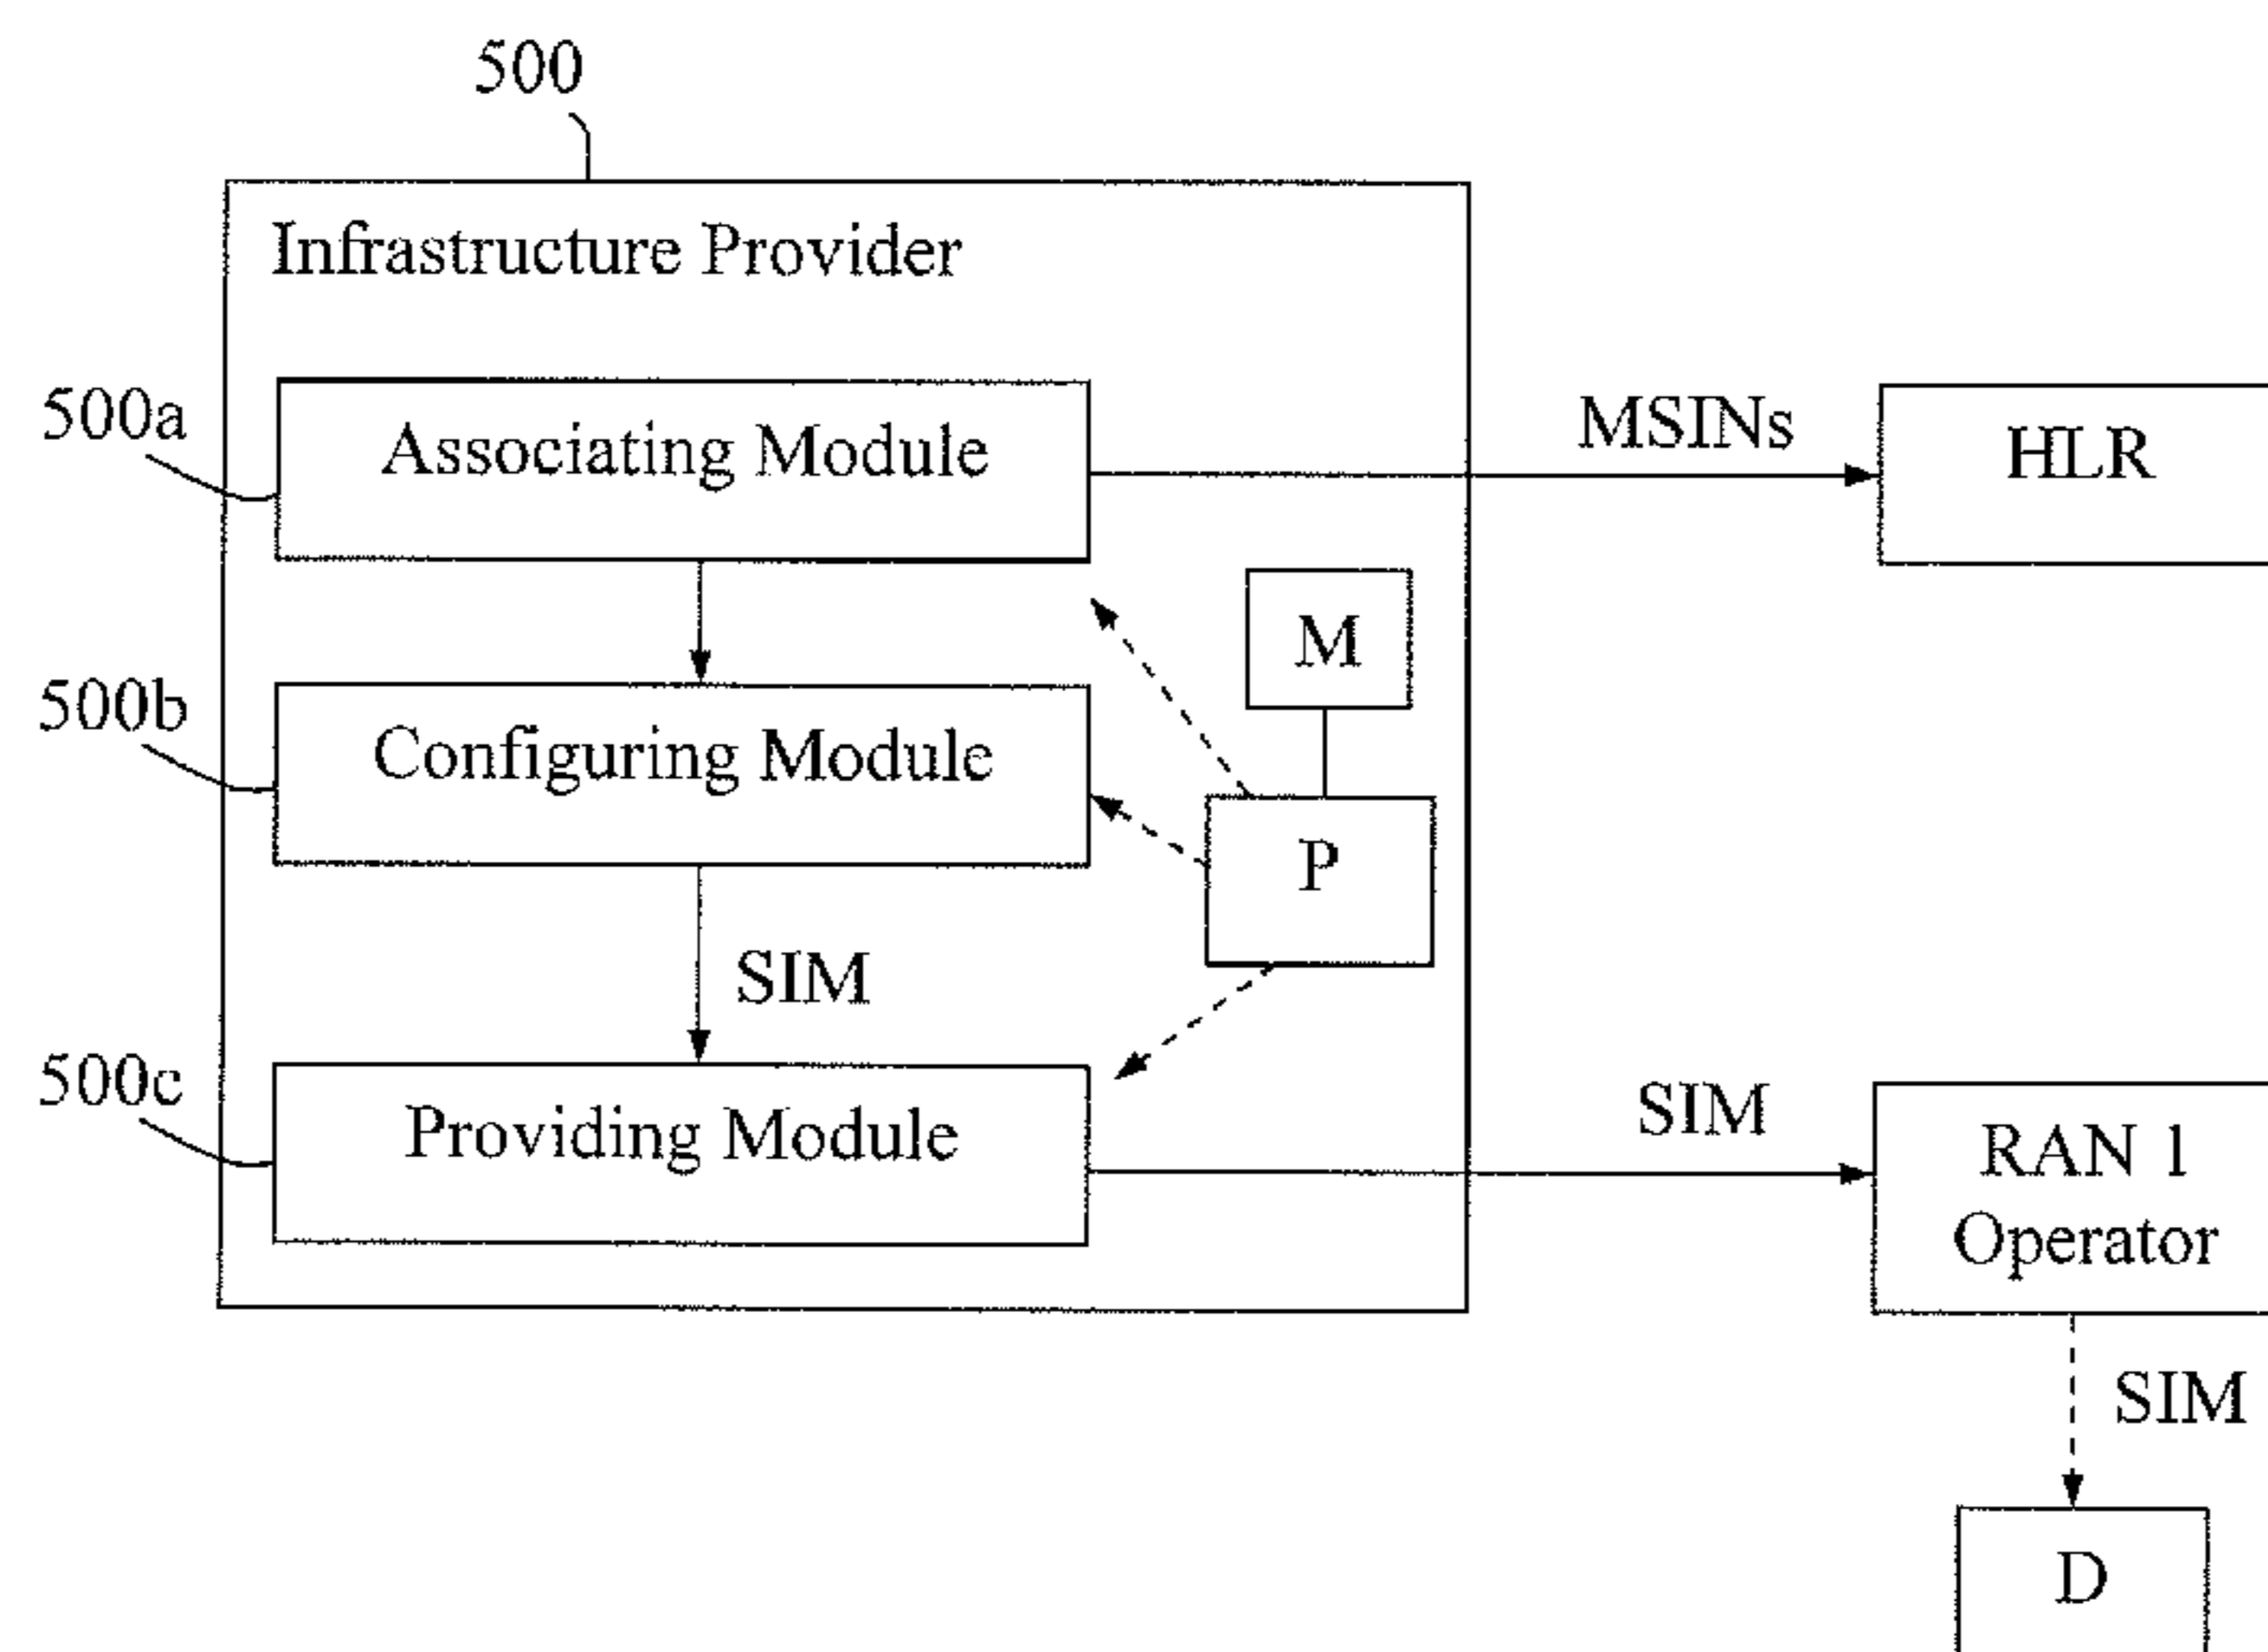 500
Infrastructure Provider
500a
Associating Module
MSINs
HLR
M
500b
Configuring Module
P
SIM
500c
Providing Module
SIM
RAN 1
Operator
SIM
D